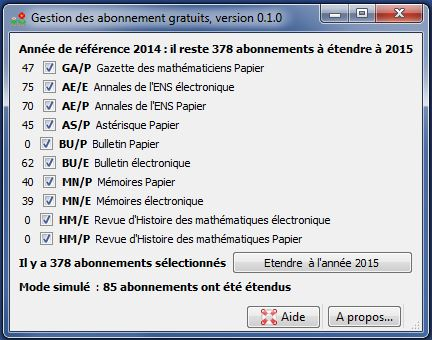 Gestion des abonnement gratuits, version 0.1.0
Année de référence 2014 : il reste 378 abonnements à étendre à 2015
47 GA/P Gazette des mathématiciens Papier
75 AE/E Annales de l'ENS électronique
70 AE/P Annales de l'ENS Papier
45 AS/P Astérisque Papier
0 BU/P Bulletin Papier
62 BU/E Bulletin électronique
40 MN/P Mémoires Papier
39 MN/E Mémoires électronique
0 HM/E Revue d'Histoire des mathématiques électronique
0 HM/P Revue d'Histoire des mathématiques Papier
Il y a 378 abonnements sélectionnés Etendre à l'année 2015
Mode simulé : 85 abonnements ont été étendus
Aide A propos...